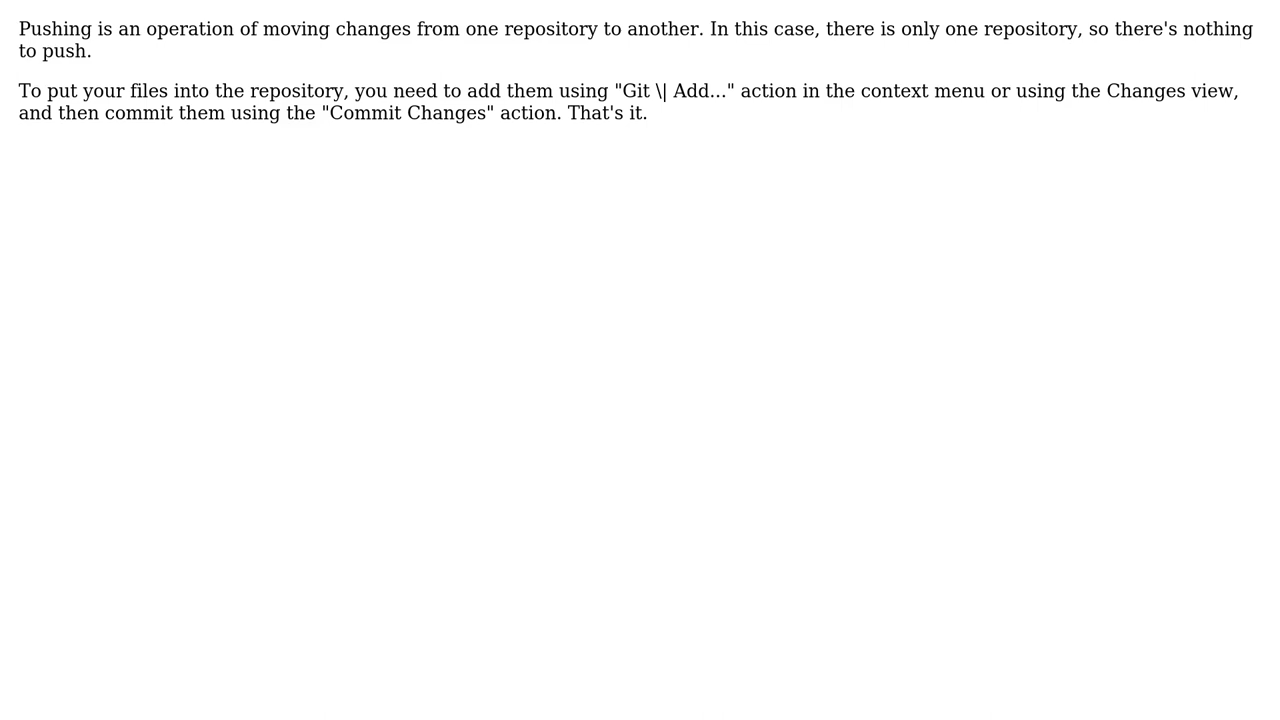 Pushing is an operation of moving changes from one repository to another. In this case, there is only one repository, so there's nothing
to push.
To put your files into the repository, you need to add them using "Git \| Add..." action in the context menu or using the Changes view,
and then commit them using the "Commit Changes" action. That's it.